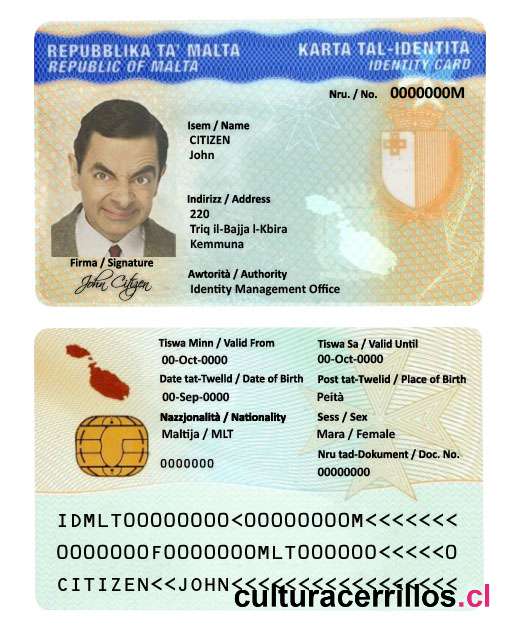 REPUBBLIKA TA' MALTA
REPUBLIC OF MALTA
KARTA TAL-IDENTITA
IDENTITY CARD
Nru. / No. 0000000M
Isem / Name
CITIZEN
John
Indirizz / Address
220
Triq il-Bajja l-Kbira
Kemmuna
Firma / Signature
John Citizen
Awtorità / Authority
Identity Management Office
Tiswa Minn / Valid From
00-Oct-0000
Tiswa Sa / Valid Until
00-Oct-0000
Date tat-Twelld / Date of Birth
00-Sep-0000
Post tat-Twelid / Place of Birth
Peità
Nazzjonalità / Nationality
Maltija / MLT
Sess / Sex
Mara / Female
0000000
Nru tad-Dokument / Doc. No.
00000000
IDMLT00000000<00000000M<<<<<<<
0000000F0000000MLT000000<<<<<0
CITIZEN<<JOHN<<<<<<<<<<<<<<<<<
culturacerrillos.cl